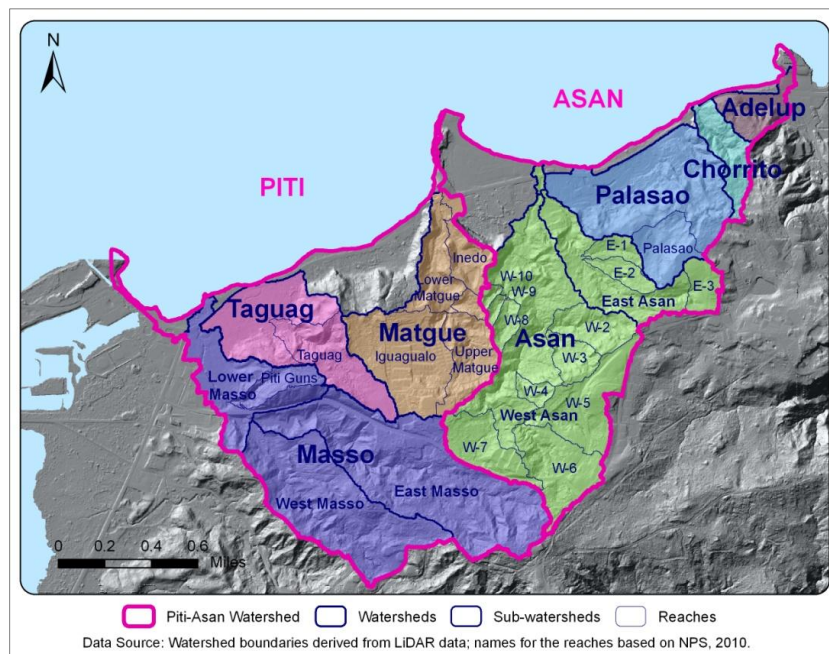 N
ASAN
PITI
Adelup
Chorrito
Palasao
Palasao
E-1
E-2
E-3
East Asan
Inedo
Lower
Matgue
W-10
W-9
W-8
Asan
W-2
W-3
W-4
W-5
West Asan
W-7
W-6
Taguag
Taguag
Matgue
Iguagualo
Upper
Matgue
Lower
Masso
Piti Guns
Masso
East Masso
West Masso
0 0.2 0.4 0.6
Miles
Piti-Asan Watershed Watersheds Sub-watersheds Reaches
Data Source: Watershed boundaries derived from LiDAR data; names for the reaches based on NPS, 2010.